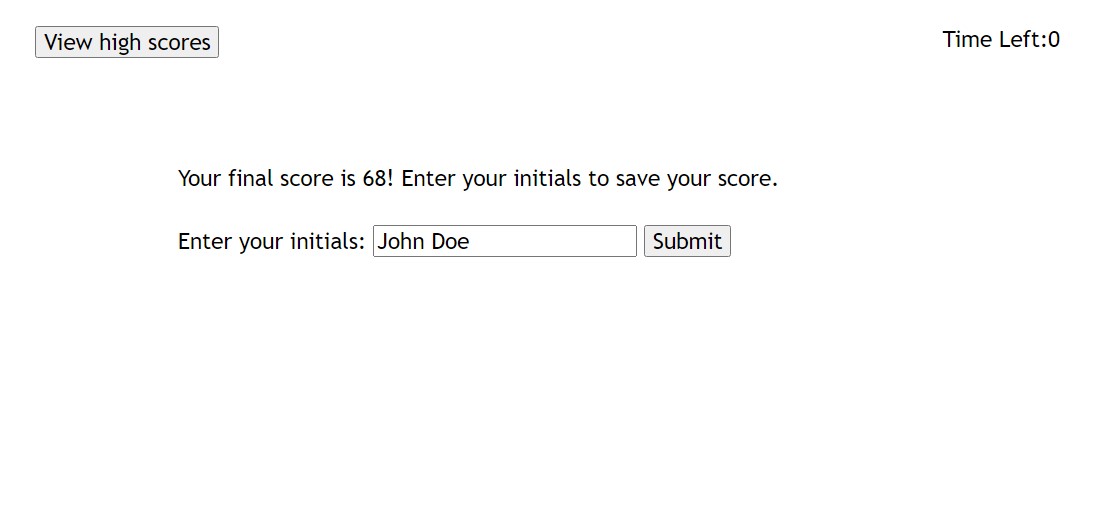 View high scores
Time Left:0
Your final score is 68! Enter your initials to save your score.
Enter your initials: John Doe Submit